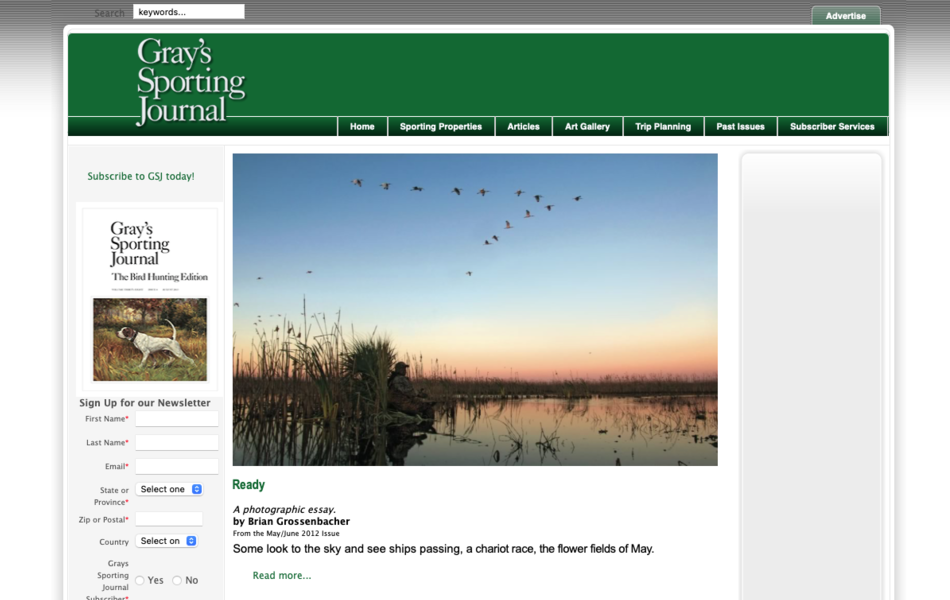 Search
keywords...
Advertise
Gray's
Sporting
Journal
Home
Sporting Properties
Articles
Art Gallery
Trip Planning
Past Issues
Subscriber Services
Subscribe to GSJ today!
Gray's
Sporting
Journal
The Bird Hunting Edition
Sign Up for our Newsletter
First Name*
Last Name*
Email*
State or
Province*
Select one
Zip or Postal*
Country
Select on
Grays
Sporting
Journal
Subscriber*
Yes
No
Ready
A photographic essay.
by Brian Grossenbacher
From the May/June 2012 Issue
Some look to the sky and see ships passing, a chariot race, the flower fields of May.
Read more...